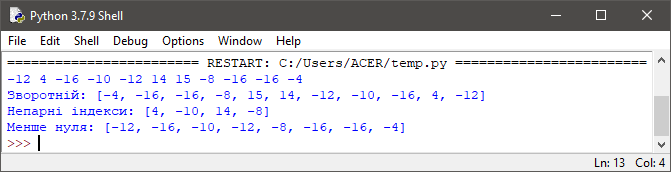 Python 3.7.9 Shell
File Edit Shell Debug Options Window Help
========================= RESTART: C:/Users/ACER/temp.py =========================
-12 4 -16 -10 -12 14 15 -8 -16 -16 -4
Зворотній: [-4, -16, -16, -8, 15, 14, -12, -10, -16, 4, -12]
Непарні індекси: [4, -10, 14, -8]
Менше нуля: [-12, -16, -10, -12, -8, -16, -16, -4]
>>>
Ln: 13 Col: 4